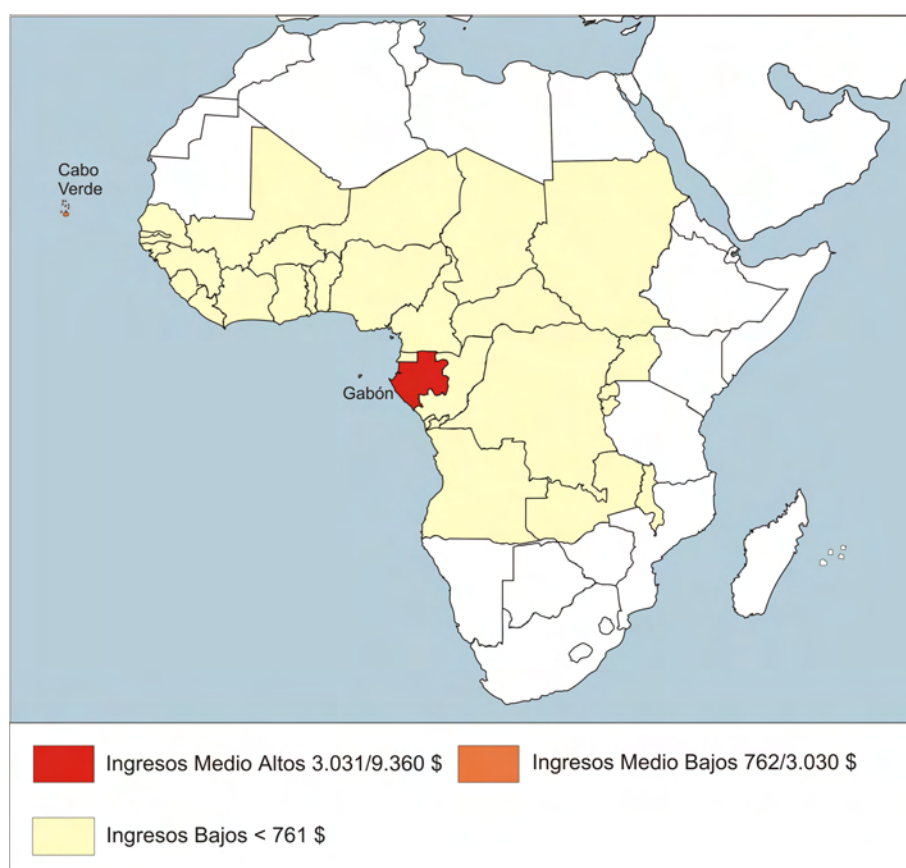 Cabo
Verde
Gabón
Ingresos Medio Altos 3.031/9.360 $
Ingresos Medio Bajos 762/3.030 $
Ingresos Bajos < 761 $